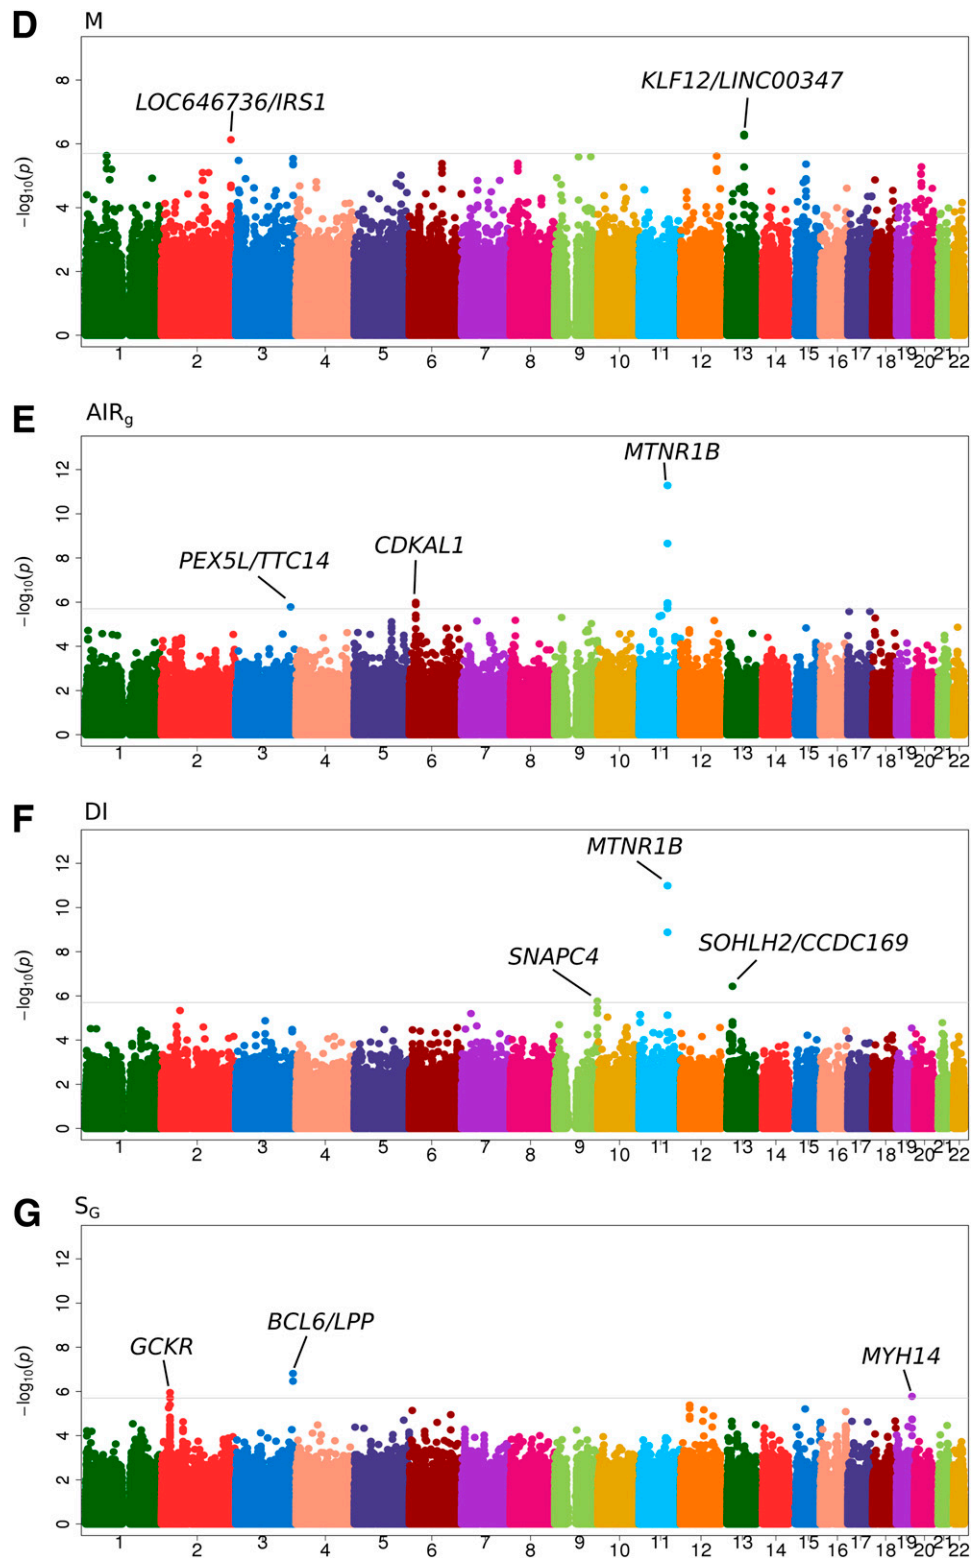 D M
KLF12/LINC00347
LOC646736/IRS1
−log10(p)
8
6
4
2
0
1 2 3 4 5 6 7 8 9 10 11 12 13 14 15 16 17 18 19 20 21 22
E AIRg
MTNR1B
CDKAL1
PEX5L/TTC14
−log10(p)
12
10
8
6
4
2
0
1 2 3 4 5 6 7 8 9 10 11 12 13 14 15 16 17 18 19 20 21 22
F DI
MTNR1B
SOHLH2/CCDC169
SNAPC4
−log10(p)
12
10
8
6
4
2
0
1 2 3 4 5 6 7 8 9 10 11 12 13 14 15 16 17 18 19 20 21 22
G SG
BCL6/LPP
GCKR
MYH14
−log10(p)
12
10
8
6
4
2
0
1 2 3 4 5 6 7 8 9 10 11 12 13 14 15 16 17 18 19 20 21 22